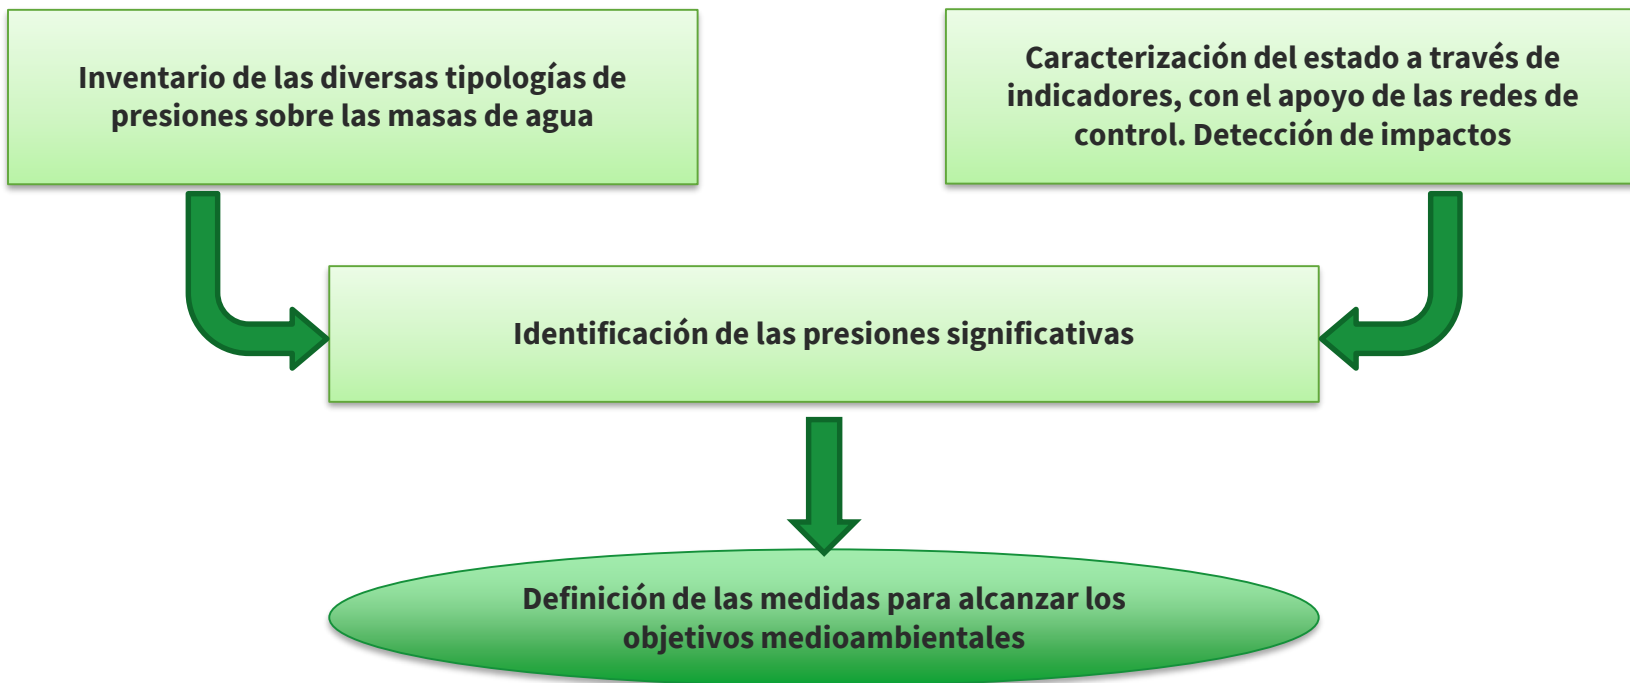 Inventario de las diversas tipologías de
presiones sobre las masas de agua
Caracterización del estado a través de
indicadores, con el apoyo de las redes de
control. Detección de impactos
Identificación de las presiones significativas
Definición de las medidas para alcanzar los
objetivos medioambientales